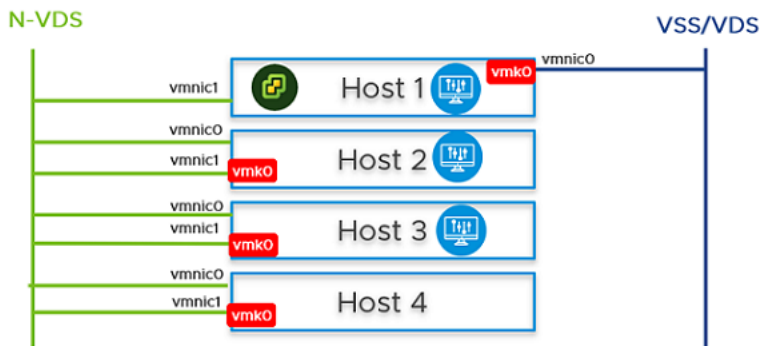 N-VDS
VSS/VDS
vmnic1
Host 1
vmk0
vmnic0
vmnic0
vmnic1
vmk0
Host 2
vmnic0
vmnic1
vmk0
Host 3
vmnic0
vmnic1
vmk0
Host 4